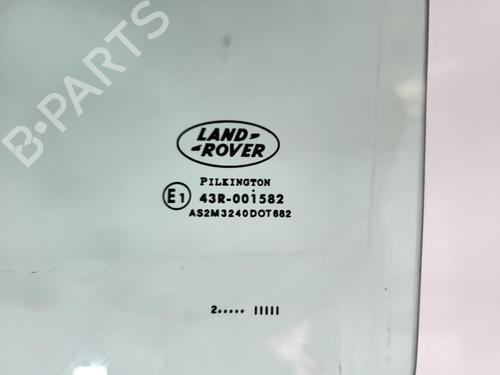 B-PARTS
LAND-
-ROVER
PILKINGTON
E1 43R-001582
AS2M3240DOT682
2..... IIIII